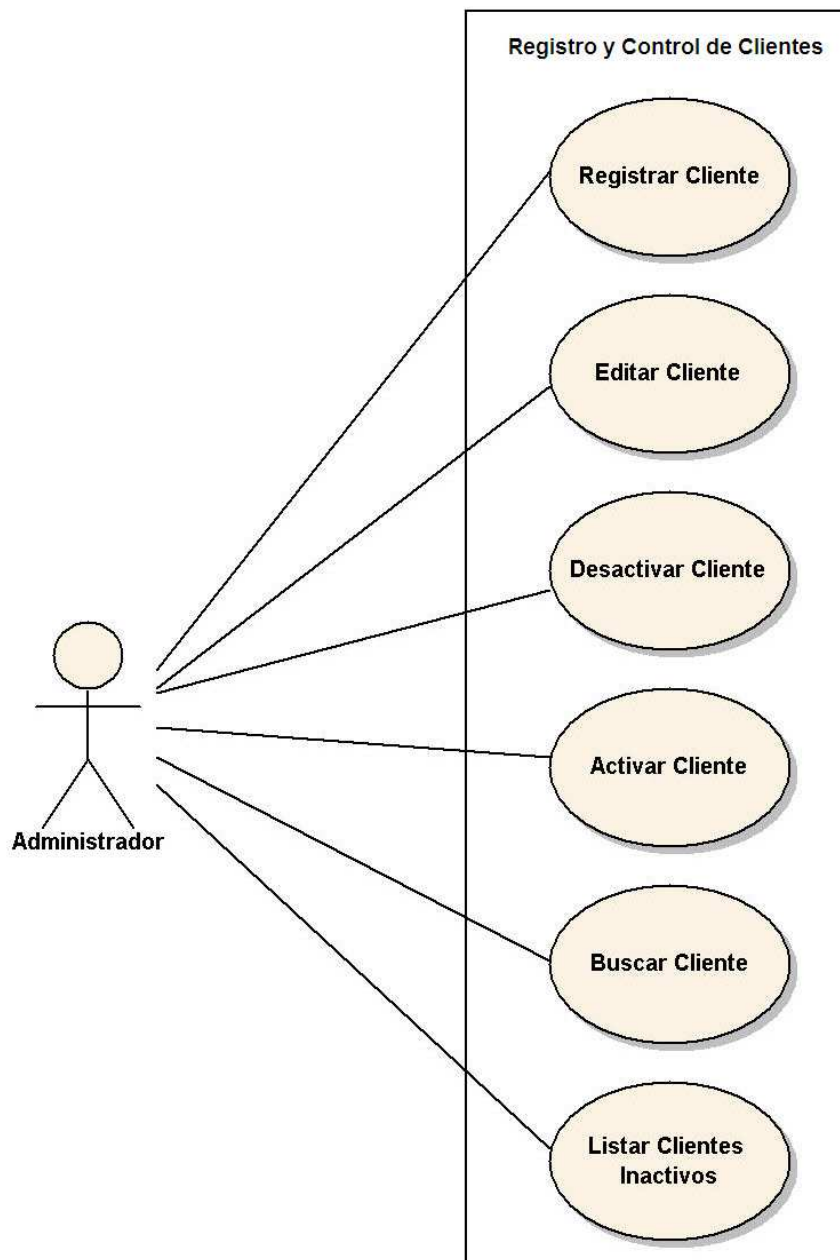 Registro y Control de Clientes
Registrar Cliente
Editar Cliente
Desactivar Cliente
Activar Cliente
Administrador
Buscar Cliente
Listar Clientes
Inactivos